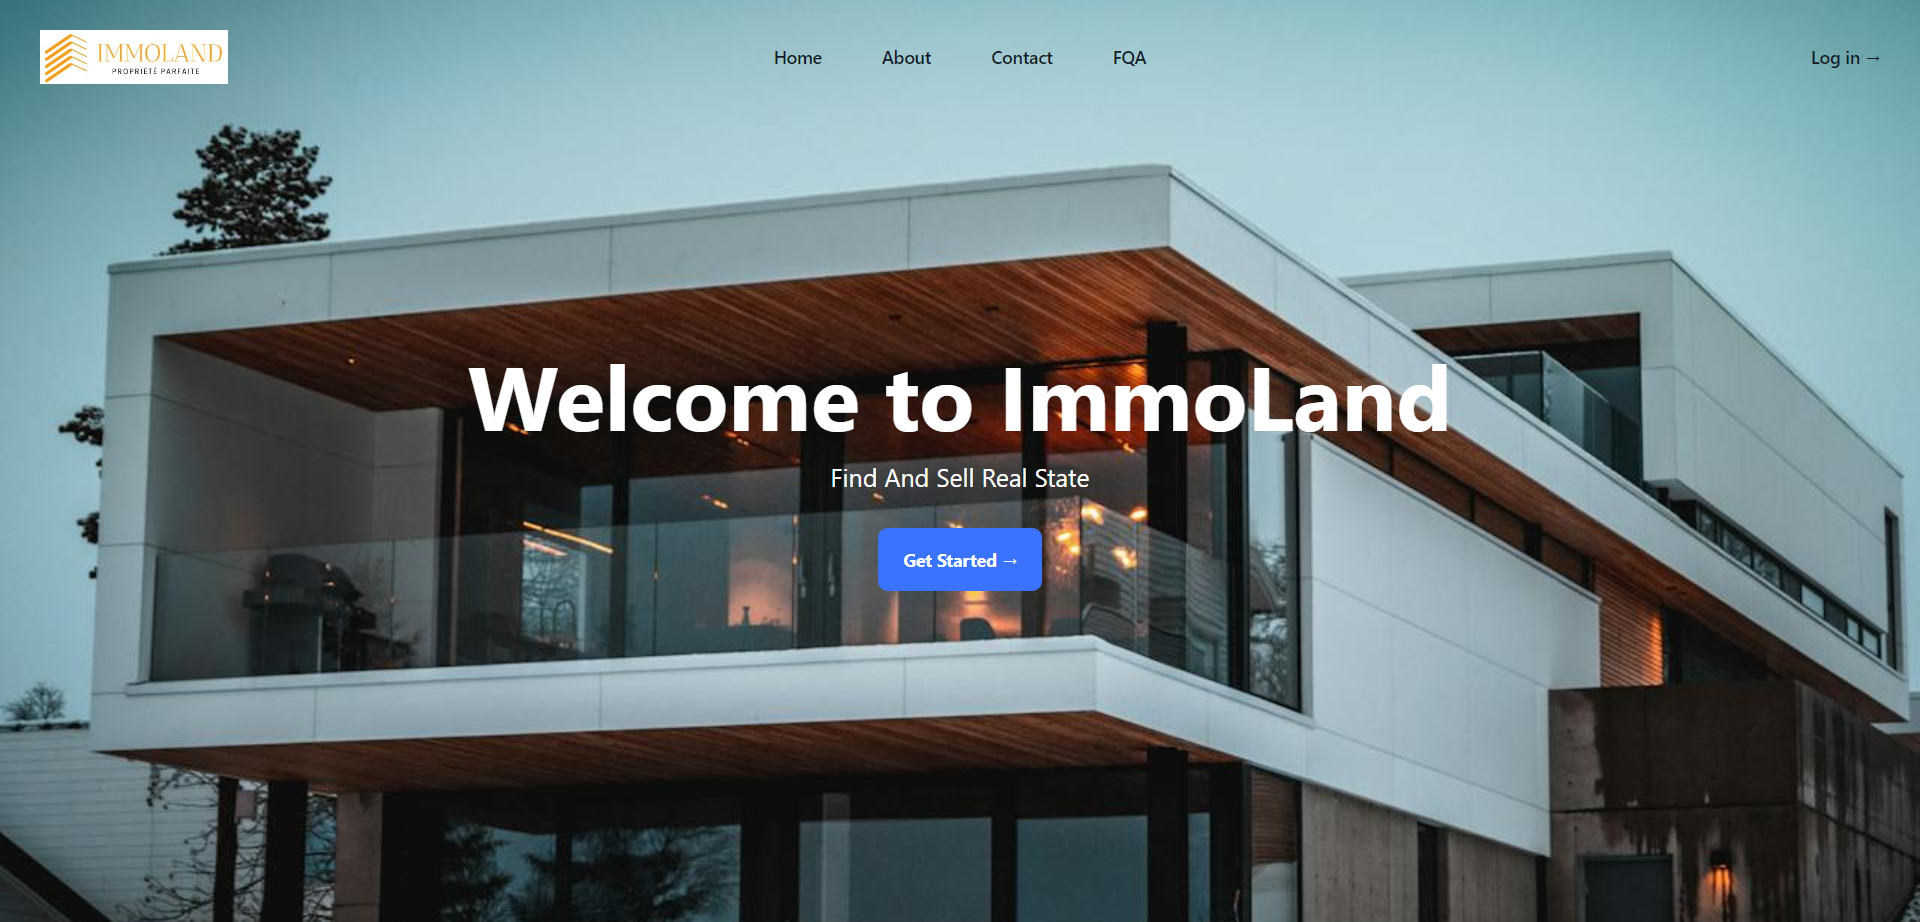 IMMOLAND
PROPRIÉTÉ PARFAITE
Home
About
Contact
FQA
Log in →
Welcome to ImmoLand
Find And Sell Real State
Get Started →